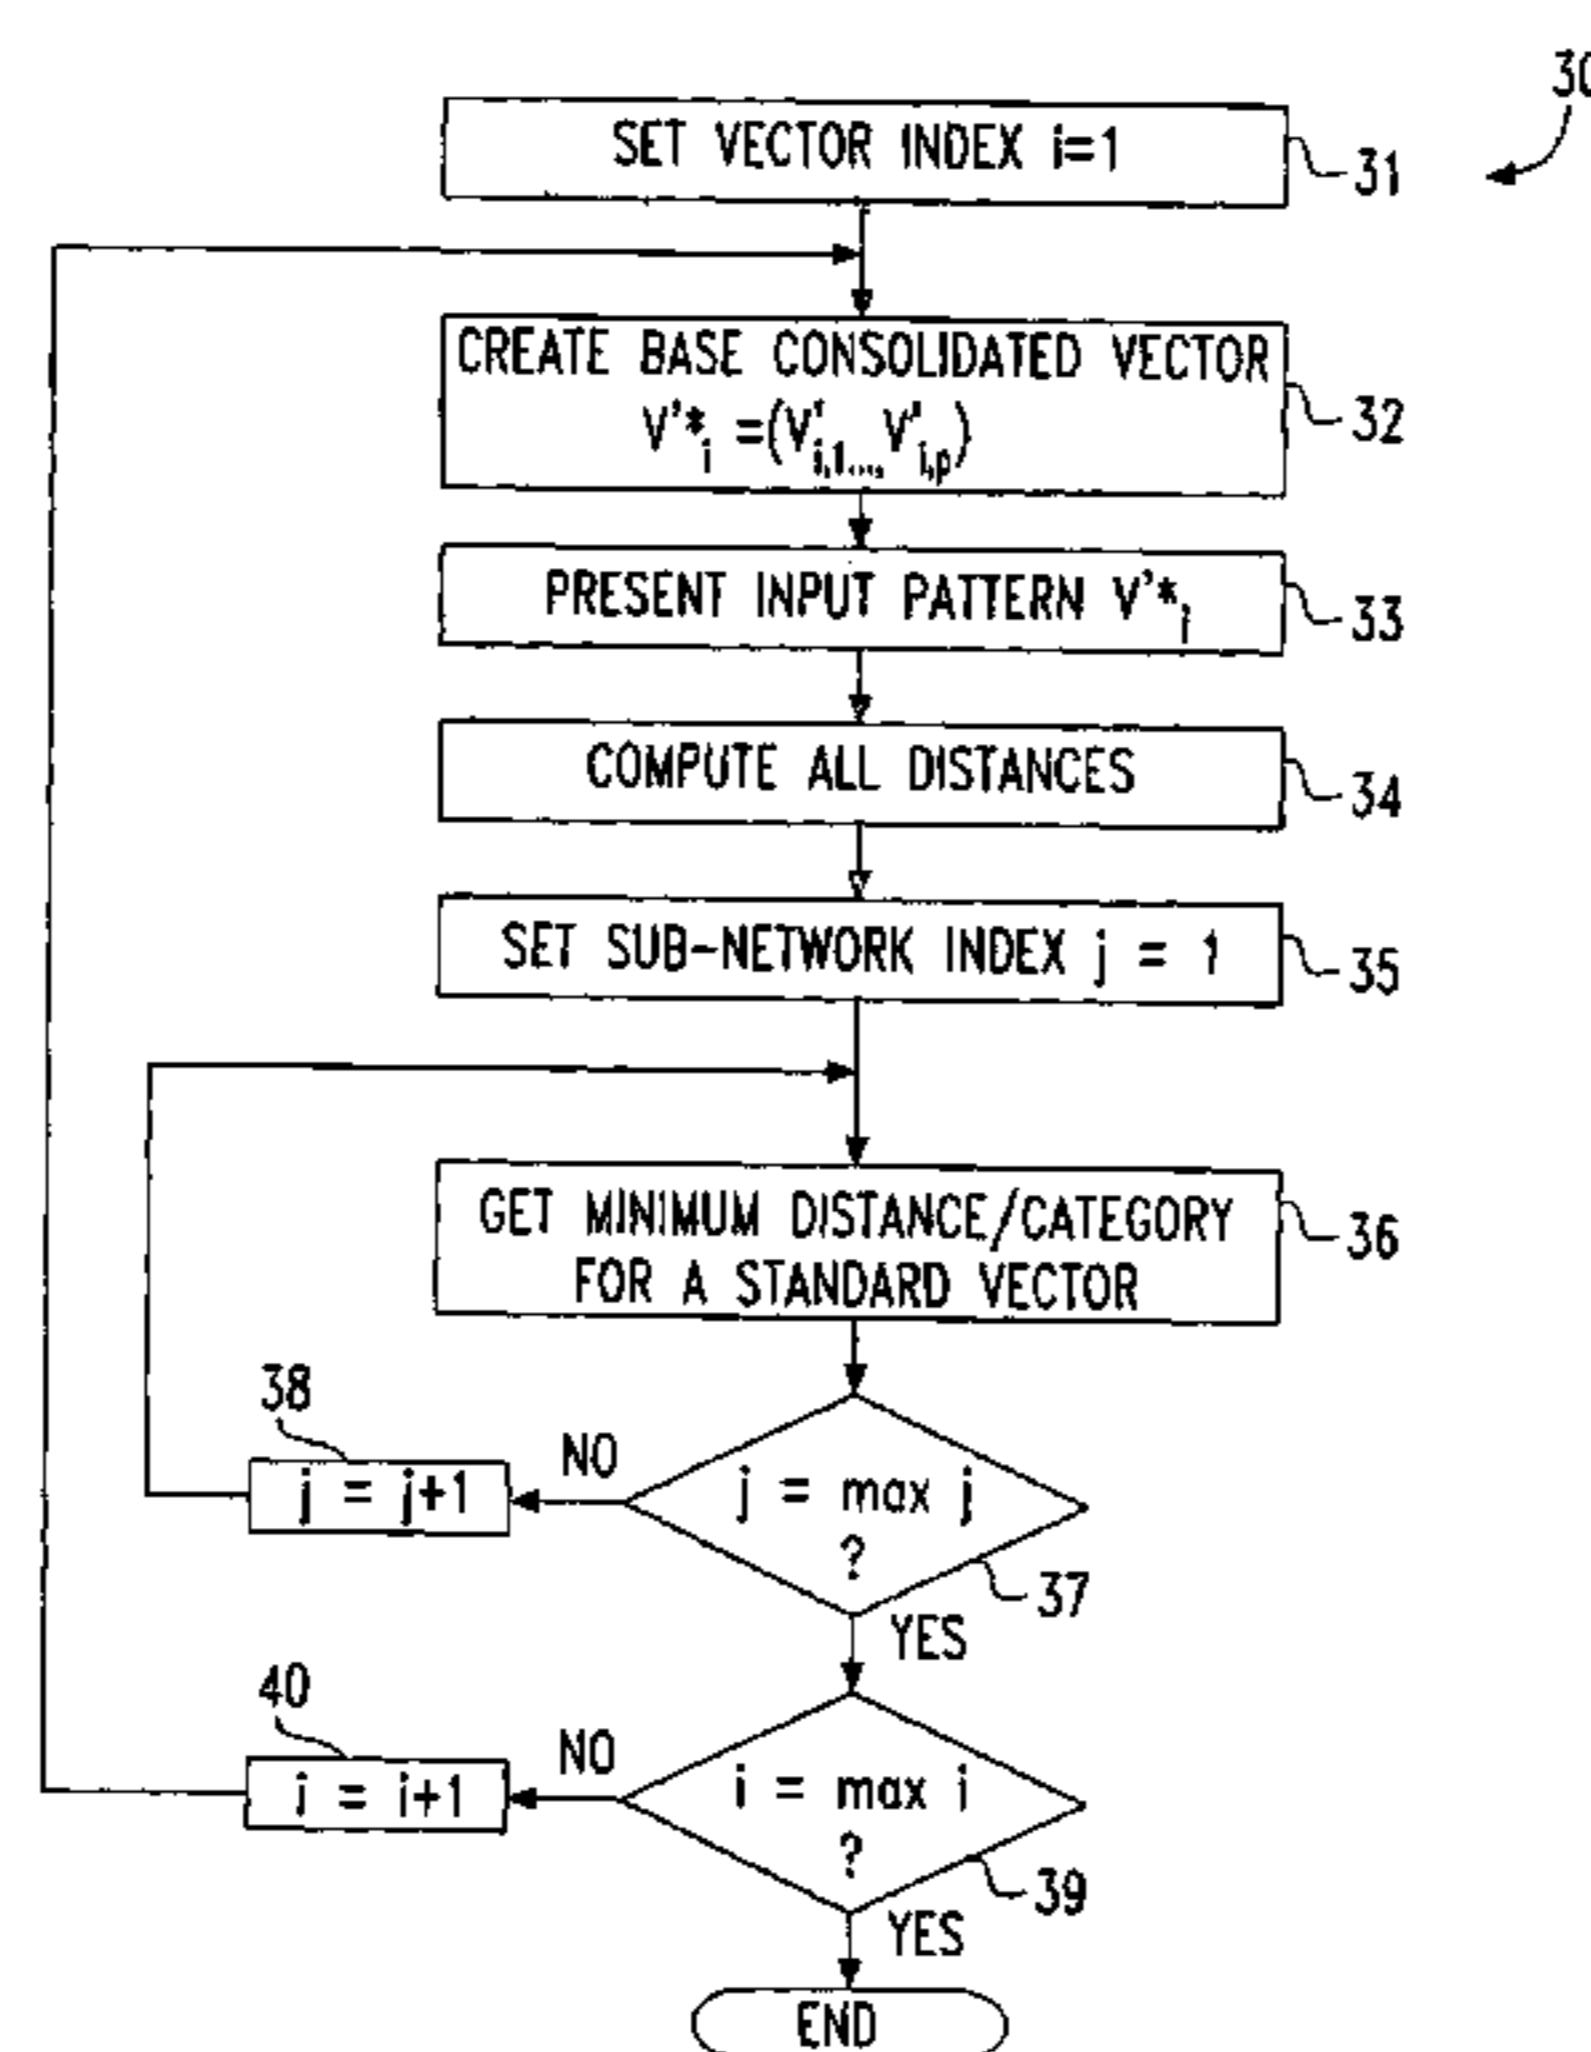 30
SET VECTOR INDEX i=1
31
CREATE BASE CONSOLIDATED VECTOR
V'*i =(V'i,1..., V'i,p)
32
PRESENT INPUT PATTERN V'*i
33
COMPUTE ALL DISTANCES
34
SET SUB-NETWORK INDEX j = 1
35
GET MINIMUM DISTANCE/CATEGORY
FOR A STANDARD VECTOR
36
38
j = j+1
NO
j = max j
?
37
YES
40
i = i+1
NO
i = max i
?
39
YES
END